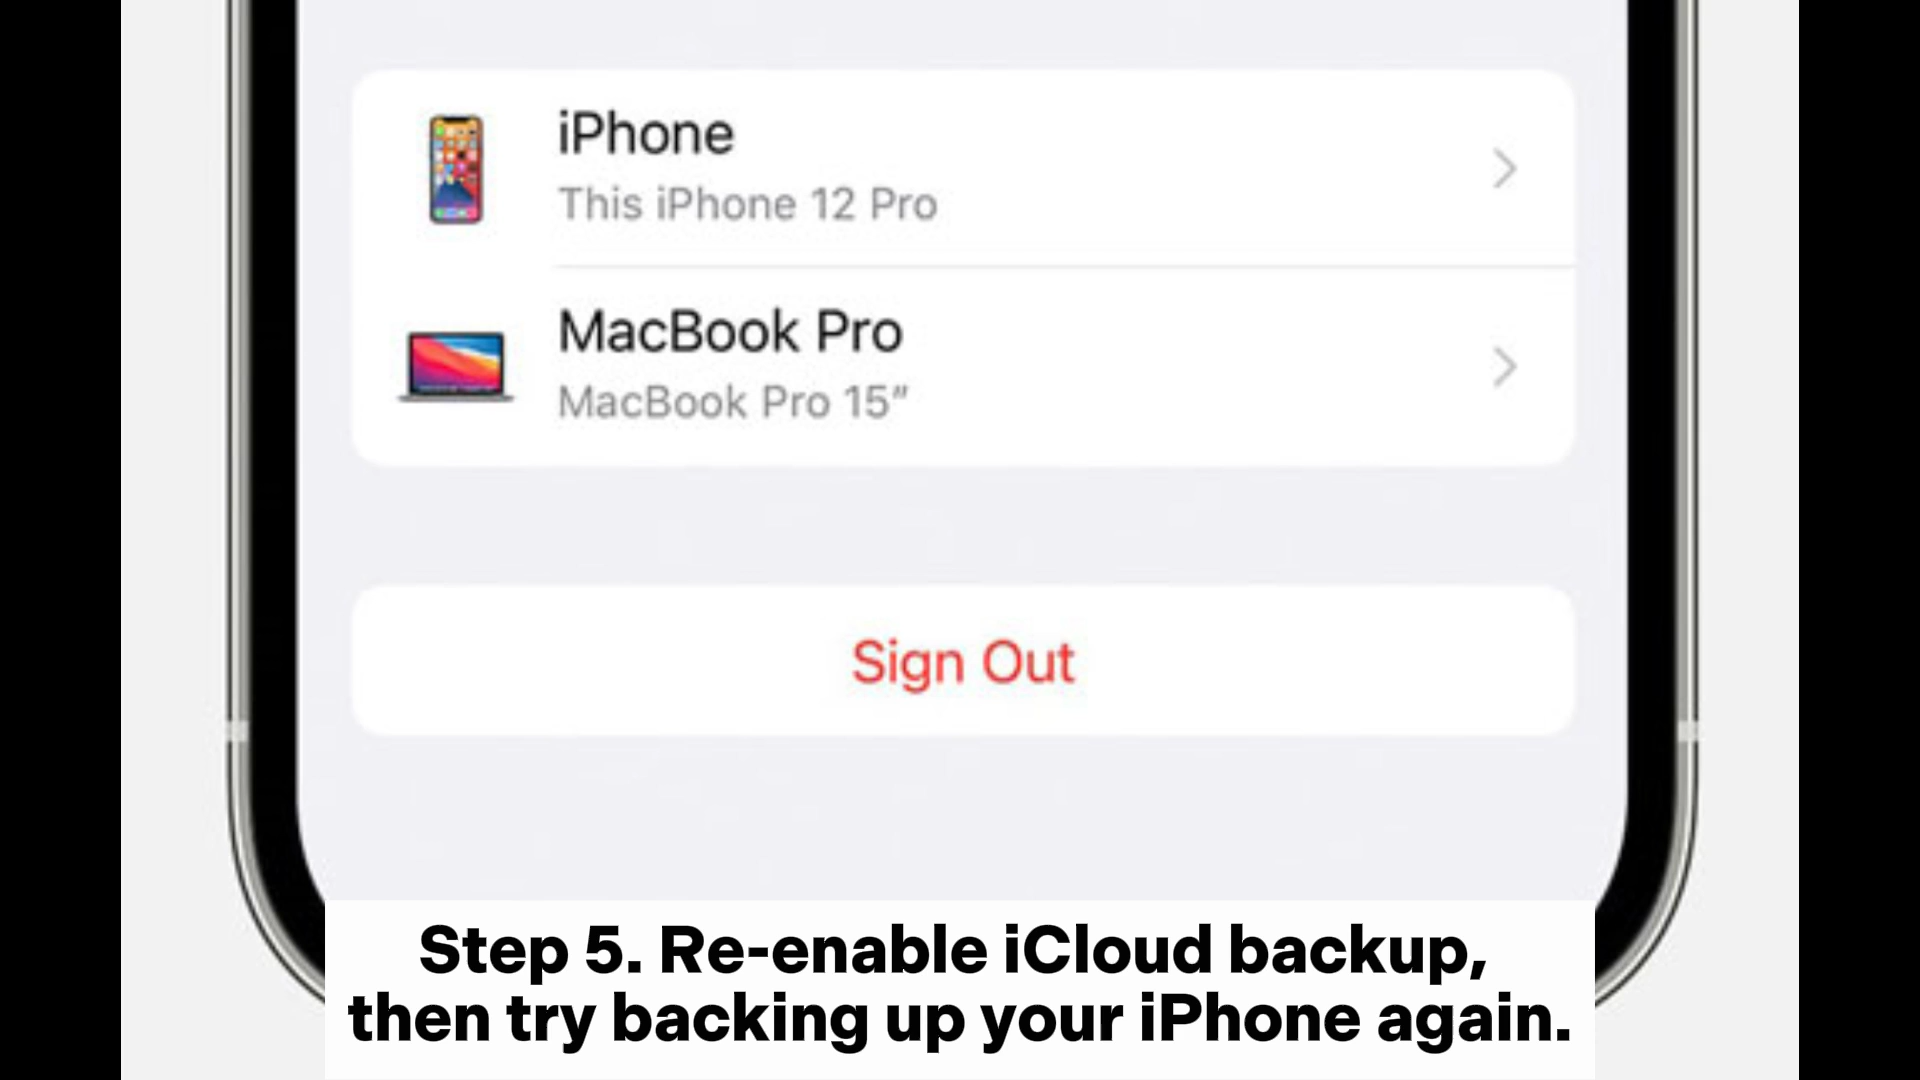 iPhone
This iPhone 12 Pro
MacBook Pro
MacBook Pro 15"
Sign Out
Step 5. Re-enable iCloud backup,
then try backing up your iPhone again.